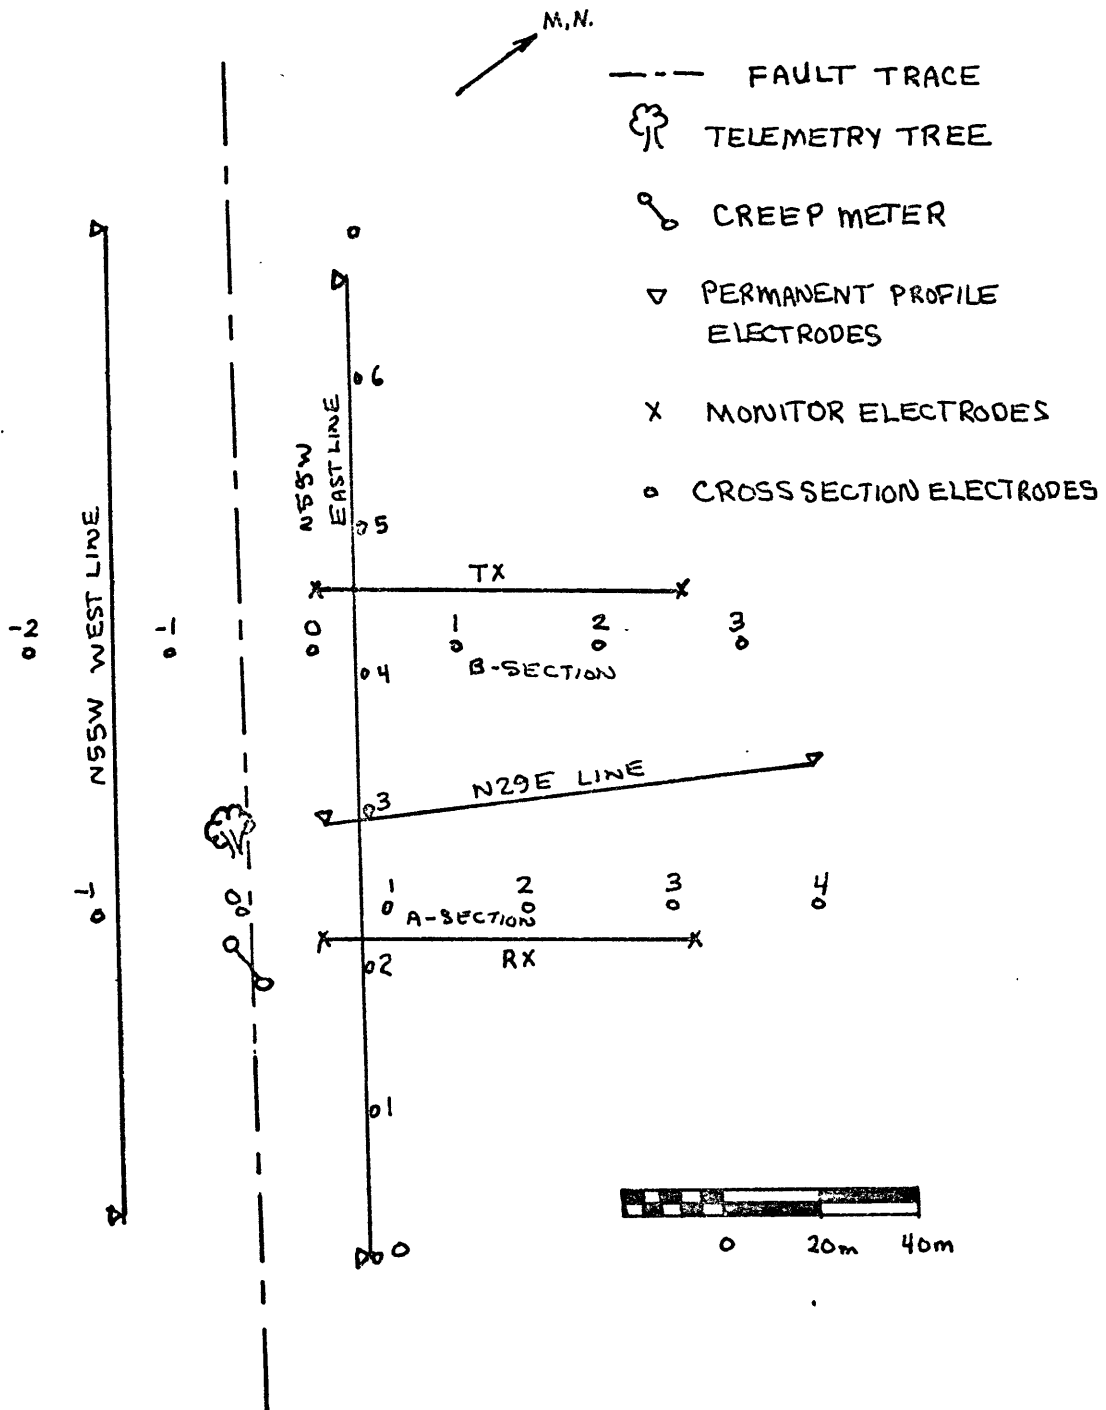 M.N.
FAULT TRACE
TELEMETRY TREE
CREEP METER
PERMANENT PROFILE
ELECTRODES
MONITOR ELECTRODES
CROSS SECTION ELECTRODES
6
N55W
EAST LINE
5
N55W WEST LINE
TX
-2
-1
0
1
2
3
4
B-SECTION
N29E LINE
3
-1
0
1
2
3
4
A-SECTION
RX
2
1
0
0
20m
40m